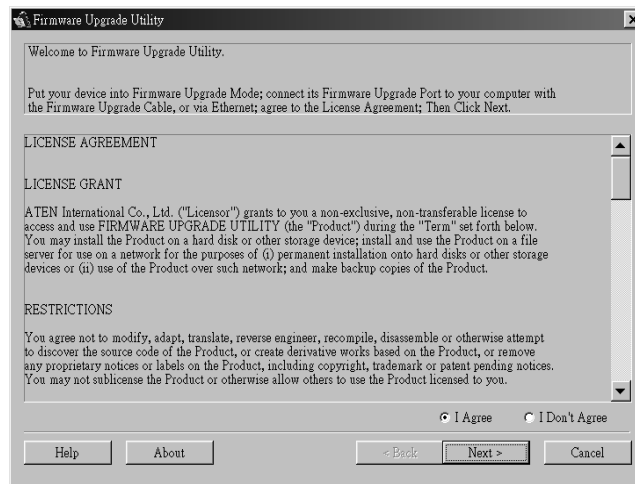 Firmware Upgrade Utility
Welcome to Firmware Upgrade Utility.
Put your device into Firmware Upgrade Mode; connect its Firmware Upgrade Port to your computer with
the Firmware Upgrade Cable, or via Ethernet; agree to the License Agreement; Then Click Next.
LICENSE AGREEMENT
LICENSE GRANT
ATEN International Co., Ltd. ("Licensor") grants to you a non-exclusive, non-transferable license to
access and use FIRMWARE UPGRADE UTILITY (the "Product") during the "Term" set forth below.
You may install the Product on a hard disk or other storage device; install and use the Product on a file
server for use on a network for the purposes of (i) permanent installation onto hard disks or other storage
devices or (ii) use of the Product over such network; and make backup copies of the Product.
RESTRICTIONS
You agree not to modify, adapt, translate, reverse engineer, recompile, disassemble or otherwise attempt
to discover the source code of the Product, or create derivative works based on the Product, or remove
any proprietary notices or labels on the Product, including copyright, trademark or patent pending notices.
You may not sublicense the Product or otherwise allow others to use the Product licensed to you.
I Agree I Don't Agree
Help About < Back Next > Cancel